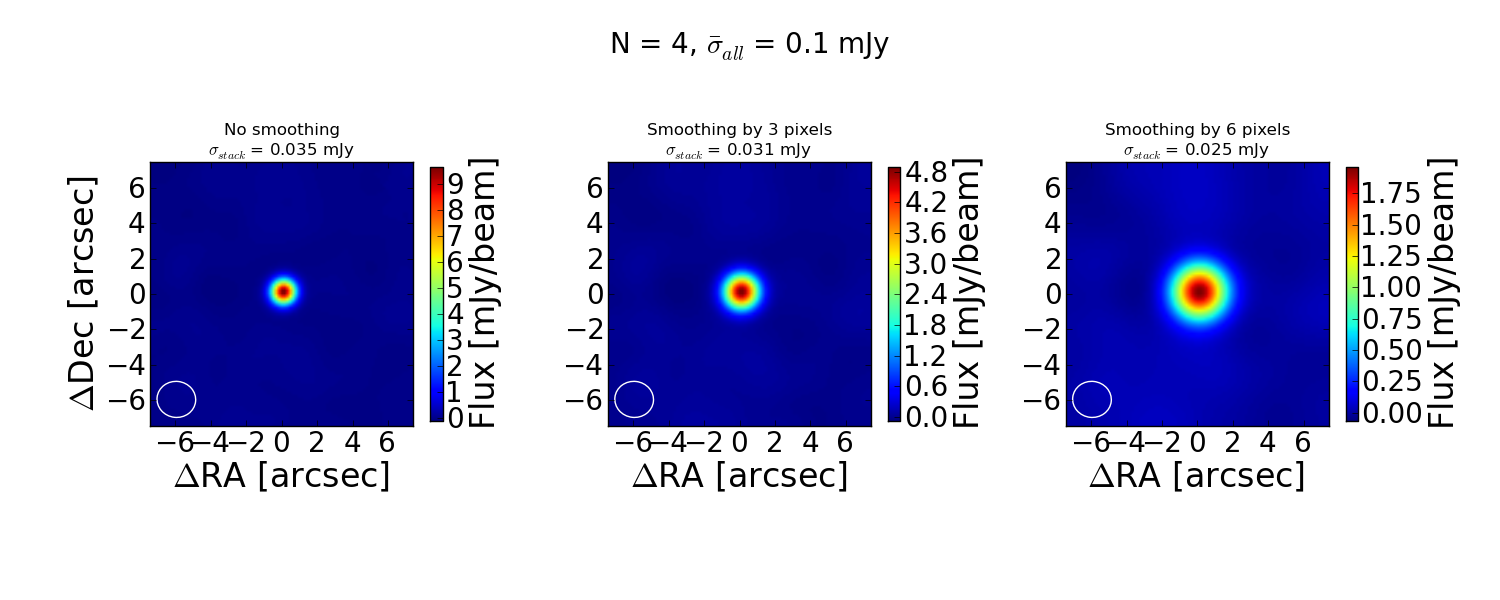 N = 4, σ̄_all = 0.1 mJy
No smoothing
σ_stack = 0.035 mJy
ΔDec [arcsec]
6
4
2
0
−2
−4
−6
−6 −4 −2 0 2 4 6
ΔRA [arcsec]
9
8
7
6
5
4
3
2
1
0
Flux [mJy/beam]
Smoothing by 3 pixels
σ_stack = 0.031 mJy
6
4
2
0
−2
−4
−6
−6 −4 −2 0 2 4 6
ΔRA [arcsec]
4.8
4.2
3.6
3.0
2.4
1.8
1.2
0.6
0.0
Flux [mJy/beam]
Smoothing by 6 pixels
σ_stack = 0.025 mJy
6
4
2
0
−2
−4
−6
−6 −4 −2 0 2 4 6
ΔRA [arcsec]
1.75
1.50
1.25
1.00
0.75
0.50
0.25
0.00
Flux [mJy/beam]